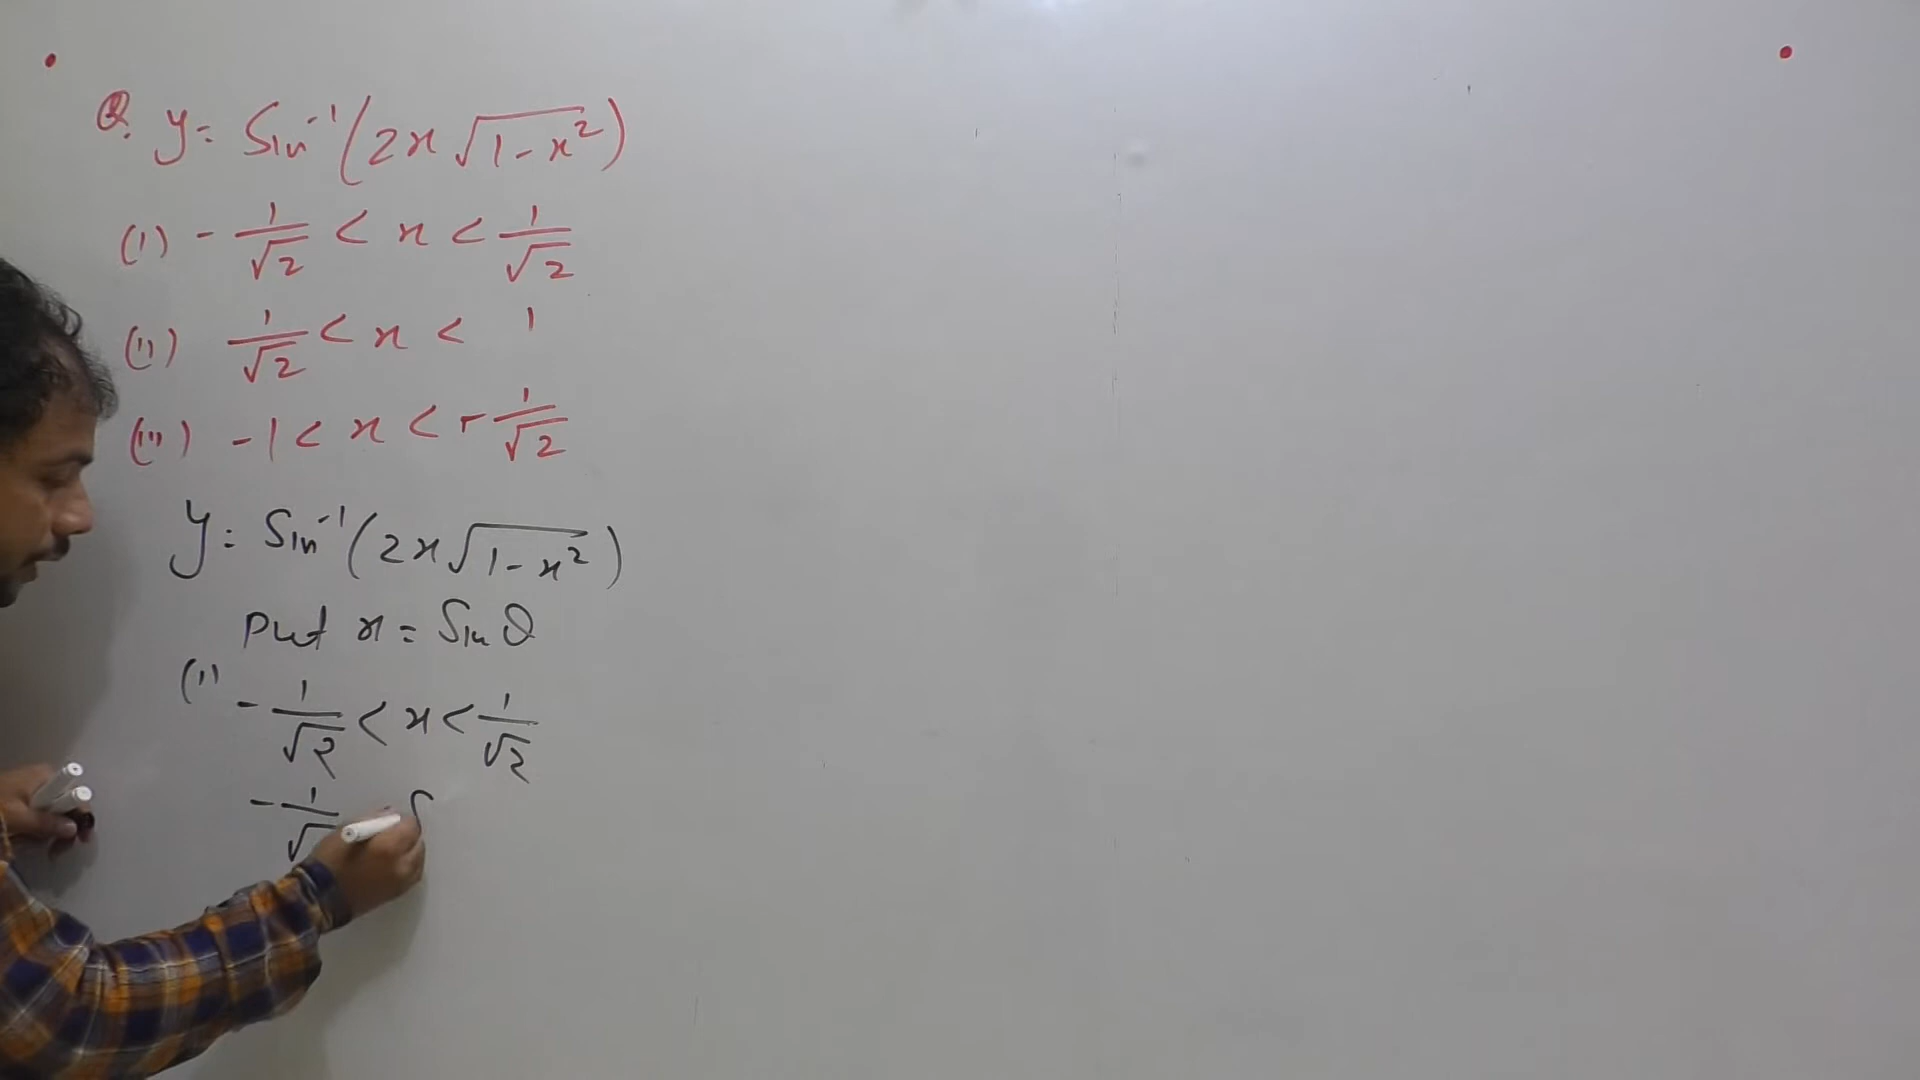 Q. y = Sin⁻¹(2x√(1-x²))
(i) -1/√2 < x < 1/√2
(ii) 1/√2 < x < 1
(iii) -1 < x < -1/√2
y = Sin⁻¹(2x√(1-x²))
Put x = Sin θ
(i) -1/√2 < x < 1/√2
-1/√